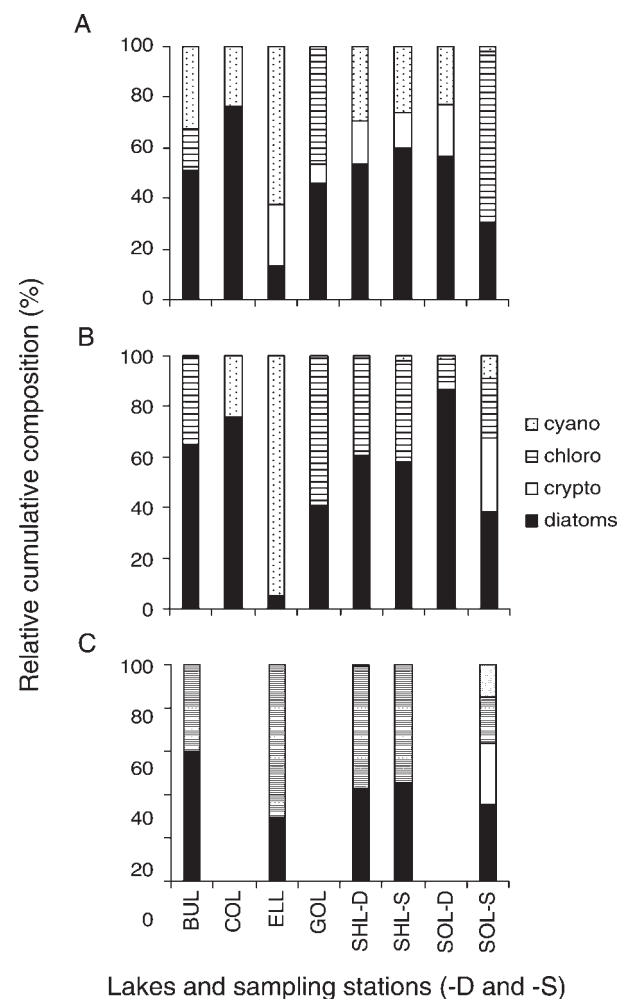 A
100
80
60
40
20
0
B
100
80
60
40
20
0
cyano
chloro
crypto
diatoms
C
100
80
60
40
20
0
Relative cumulative composition (%)
BUL
COL
ELL
GOL
SHL-D
SHL-S
SOL-D
SOL-S
Lakes and sampling stations (-D and -S)